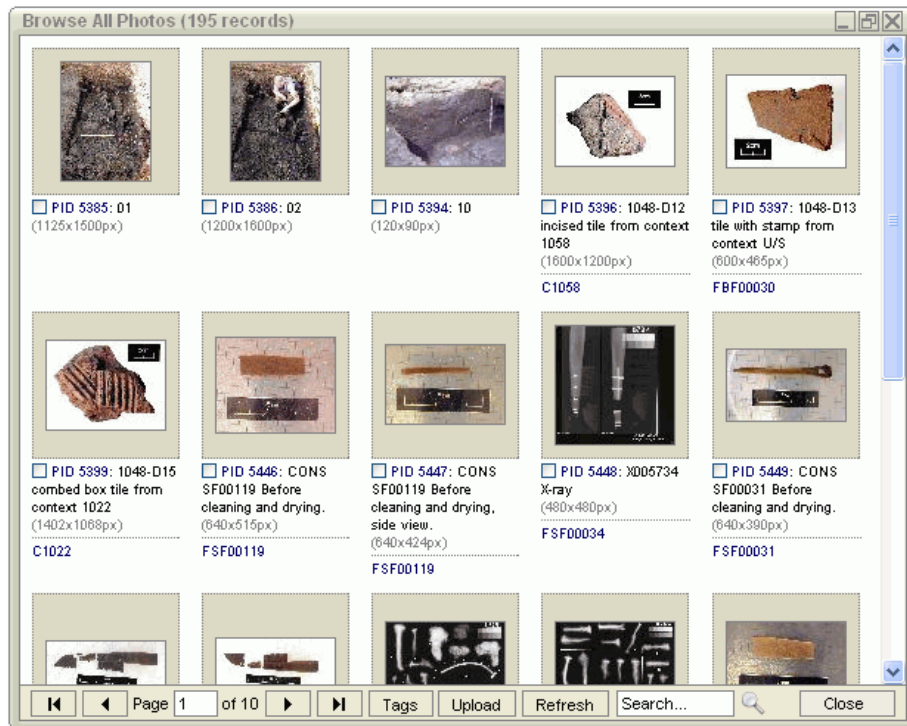 Browse All Photos (195 records)
PID 5385: 01
(1125x1500px)
PID 5386: 02
(1200x1600px)
PID 5394: 10
(120x90px)
PID 5396: 1048-D12
incised tile from context
1058
(1600x1200px)
C1058
PID 5397: 1048-D13
tile with stamp from
context U/S
(600x465px)
FBF00030
PID 5399: 1048-D15
combed box tile from
context 1022
(1402x1068px)
C1022
PID 5446: CONS
SF00119 Before
cleaning and drying.
(640x515px)
FSF00119
PID 5447: CONS
SF00119 Before
cleaning and drying,
side view.
(640x424px)
FSF00119
PID 5448: X005734
X-ray
(480x480px)
FSF00034
PID 5449: CONS
SF00031 Before
cleaning and drying.
(640x390px)
FSF00031
Page 1 of 10 Tags Upload Refresh Search... Close